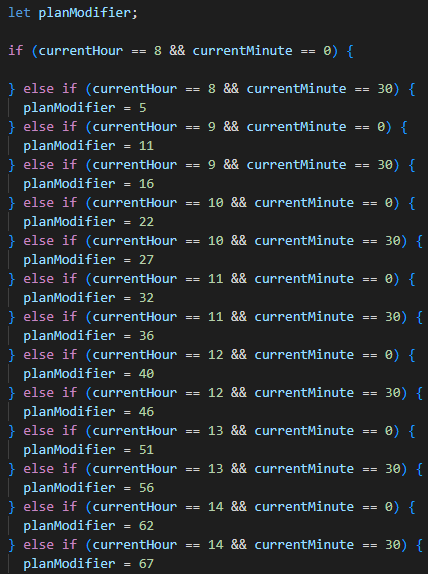 let planModifier;
if (currentHour == 8 && currentMinute == 0) {
} else if (currentHour == 8 && currentMinute == 30) {
planModifier = 5
} else if (currentHour == 9 && currentMinute == 0) {
planModifier = 11
} else if (currentHour == 9 && currentMinute == 30) {
planModifier = 16
} else if (currentHour == 10 && currentMinute == 0) {
planModifier = 22
} else if (currentHour == 10 && currentMinute == 30) {
planModifier = 27
} else if (currentHour == 11 && currentMinute == 0) {
planModifier = 32
} else if (currentHour == 11 && currentMinute == 30) {
planModifier = 36
} else if (currentHour == 12 && currentMinute == 0) {
planModifier = 40
} else if (currentHour == 12 && currentMinute == 30) {
planModifier = 46
} else if (currentHour == 13 && currentMinute == 0) {
planModifier = 51
} else if (currentHour == 13 && currentMinute == 30) {
planModifier = 56
} else if (currentHour == 14 && currentMinute == 0) {
planModifier = 62
} else if (currentHour == 14 && currentMinute == 30) {
planModifier = 67